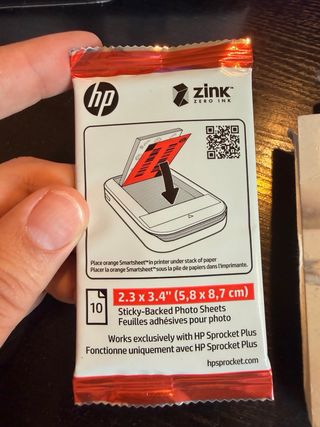 hp
zink™
ZERO INK
Place orange Smartsheet™ in printer under stack of paper
Placer la orange Smartsheet™ sous la pile de papiers dans l'imprimante.
10
2.3 x 3.4" (5,8 x 8,7 cm)
Sticky-Backed Photo Sheets
Feuilles adhésives pour photo
Works exclusively with HP Sprocket Plus
Fonctionne uniquement avec HP Sprocket Plus
hpsprocket.com